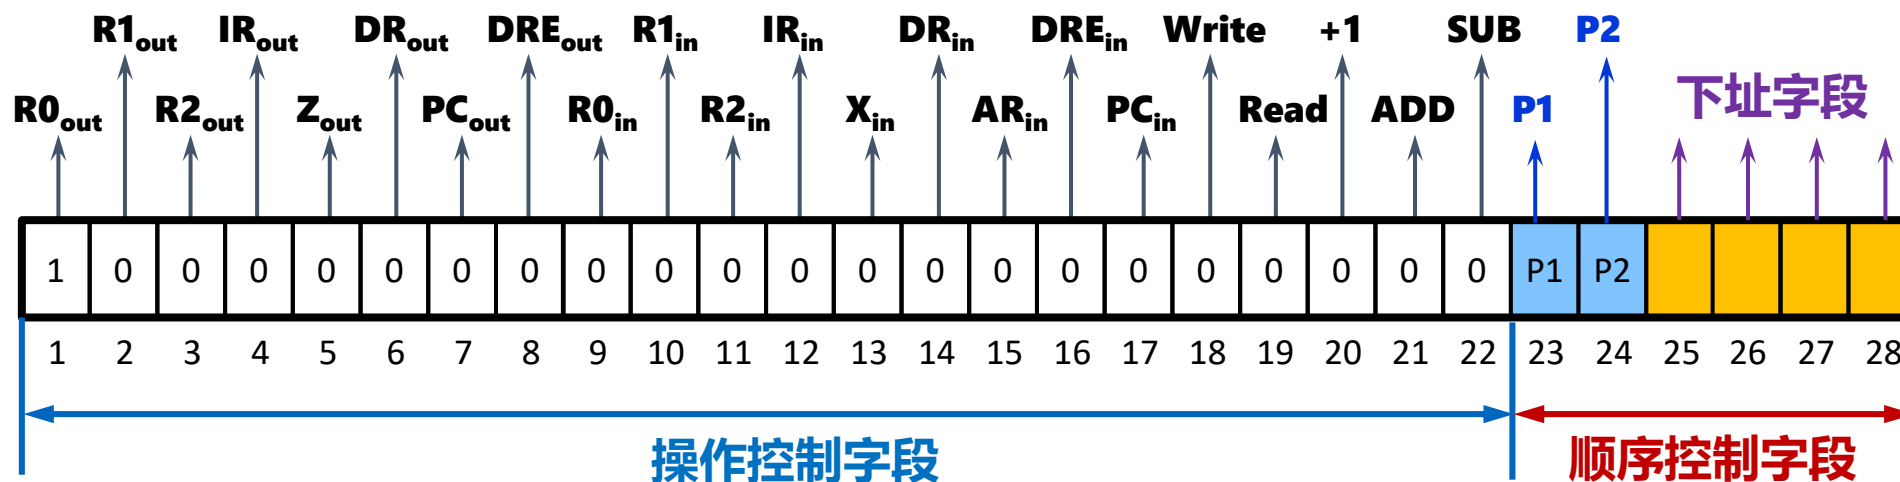 R1out IRout DRout DREout R1in IRin DRin DREin Write +1 SUB P2
R0out R2out Zout PCout R0in R2in Xin ARin PCin Read ADD P1 下址字段
1 0 0 0 0 0 0 0 0 0 0 0 0 0 0 0 0 0 0 0 0 0 P1 P2
1 2 3 4 5 6 7 8 9 10 11 12 13 14 15 16 17 18 19 20 21 22 23 24 25 26 27 28
操作控制字段 顺序控制字段